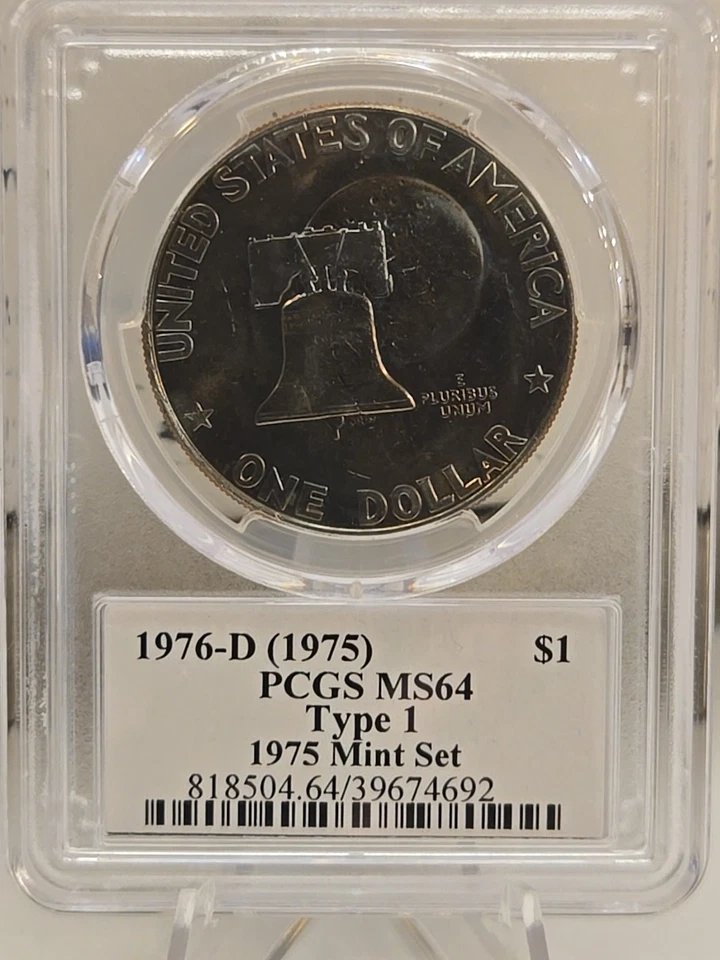 UNITED STATES OF AMERICA
E
PLURIBUS
UNUM
ONE DOLLAR
1976-D (1975) $1
PCGS MS64
Type 1
1975 Mint Set
818504.64/39674692